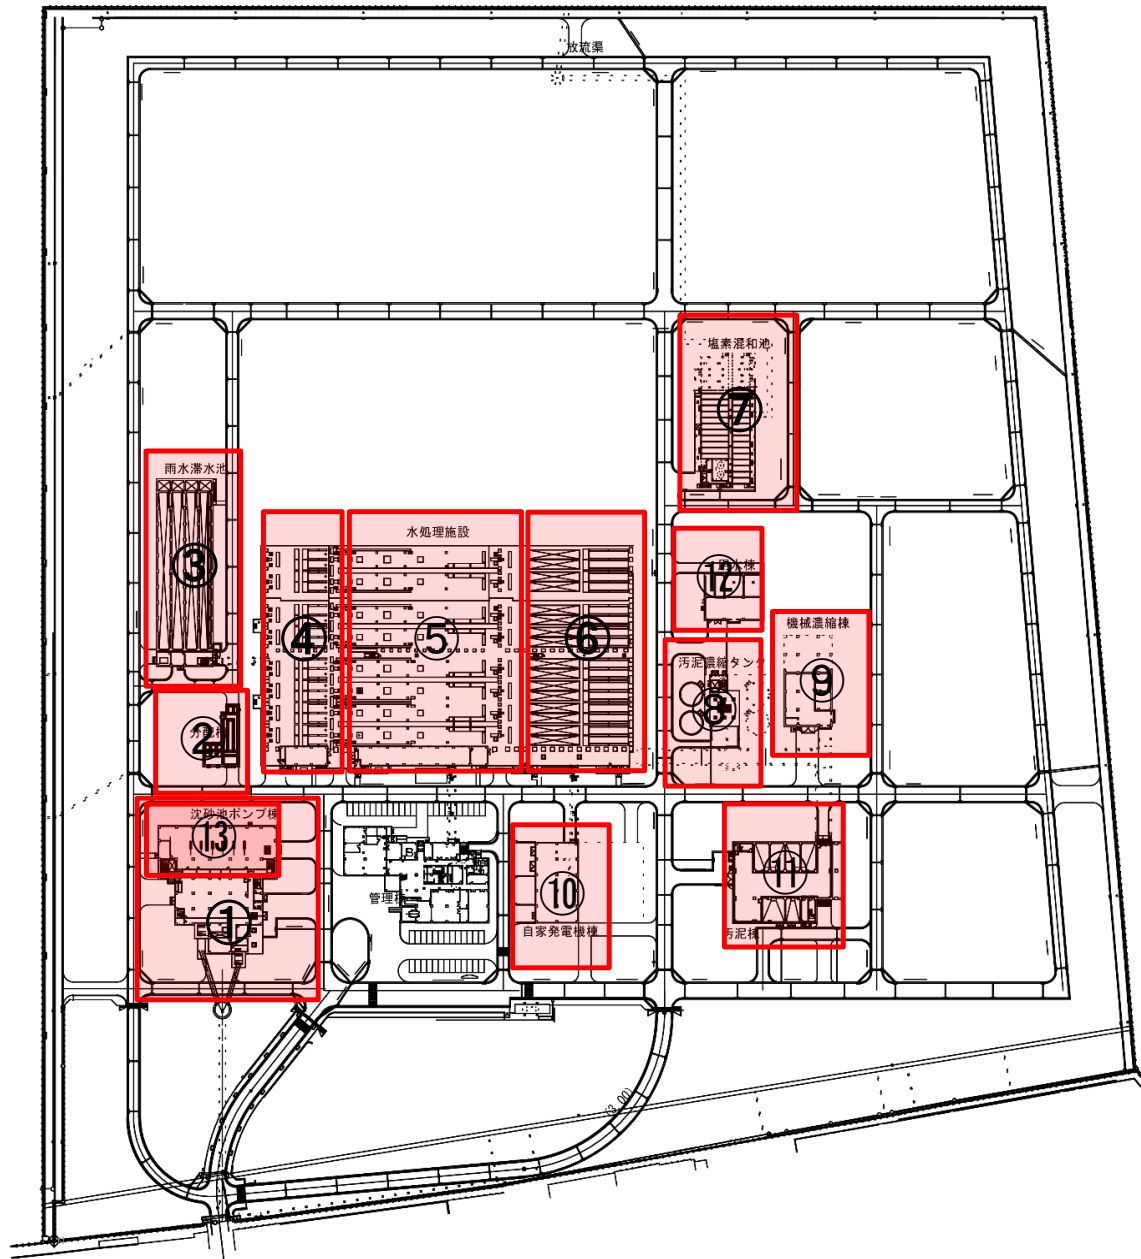 放流渠
塩素混和池
⑦
雨水滞水池
③
水処理施設
④
⑤
⑥
⑫
機械濃縮棟
⑨
汚泥濃縮タンク
⑧
②
沈砂池ポンプ棟
⑬
①
管理棟
⑩
自家発電機棟
⑪
汚泥棟
(3.00)